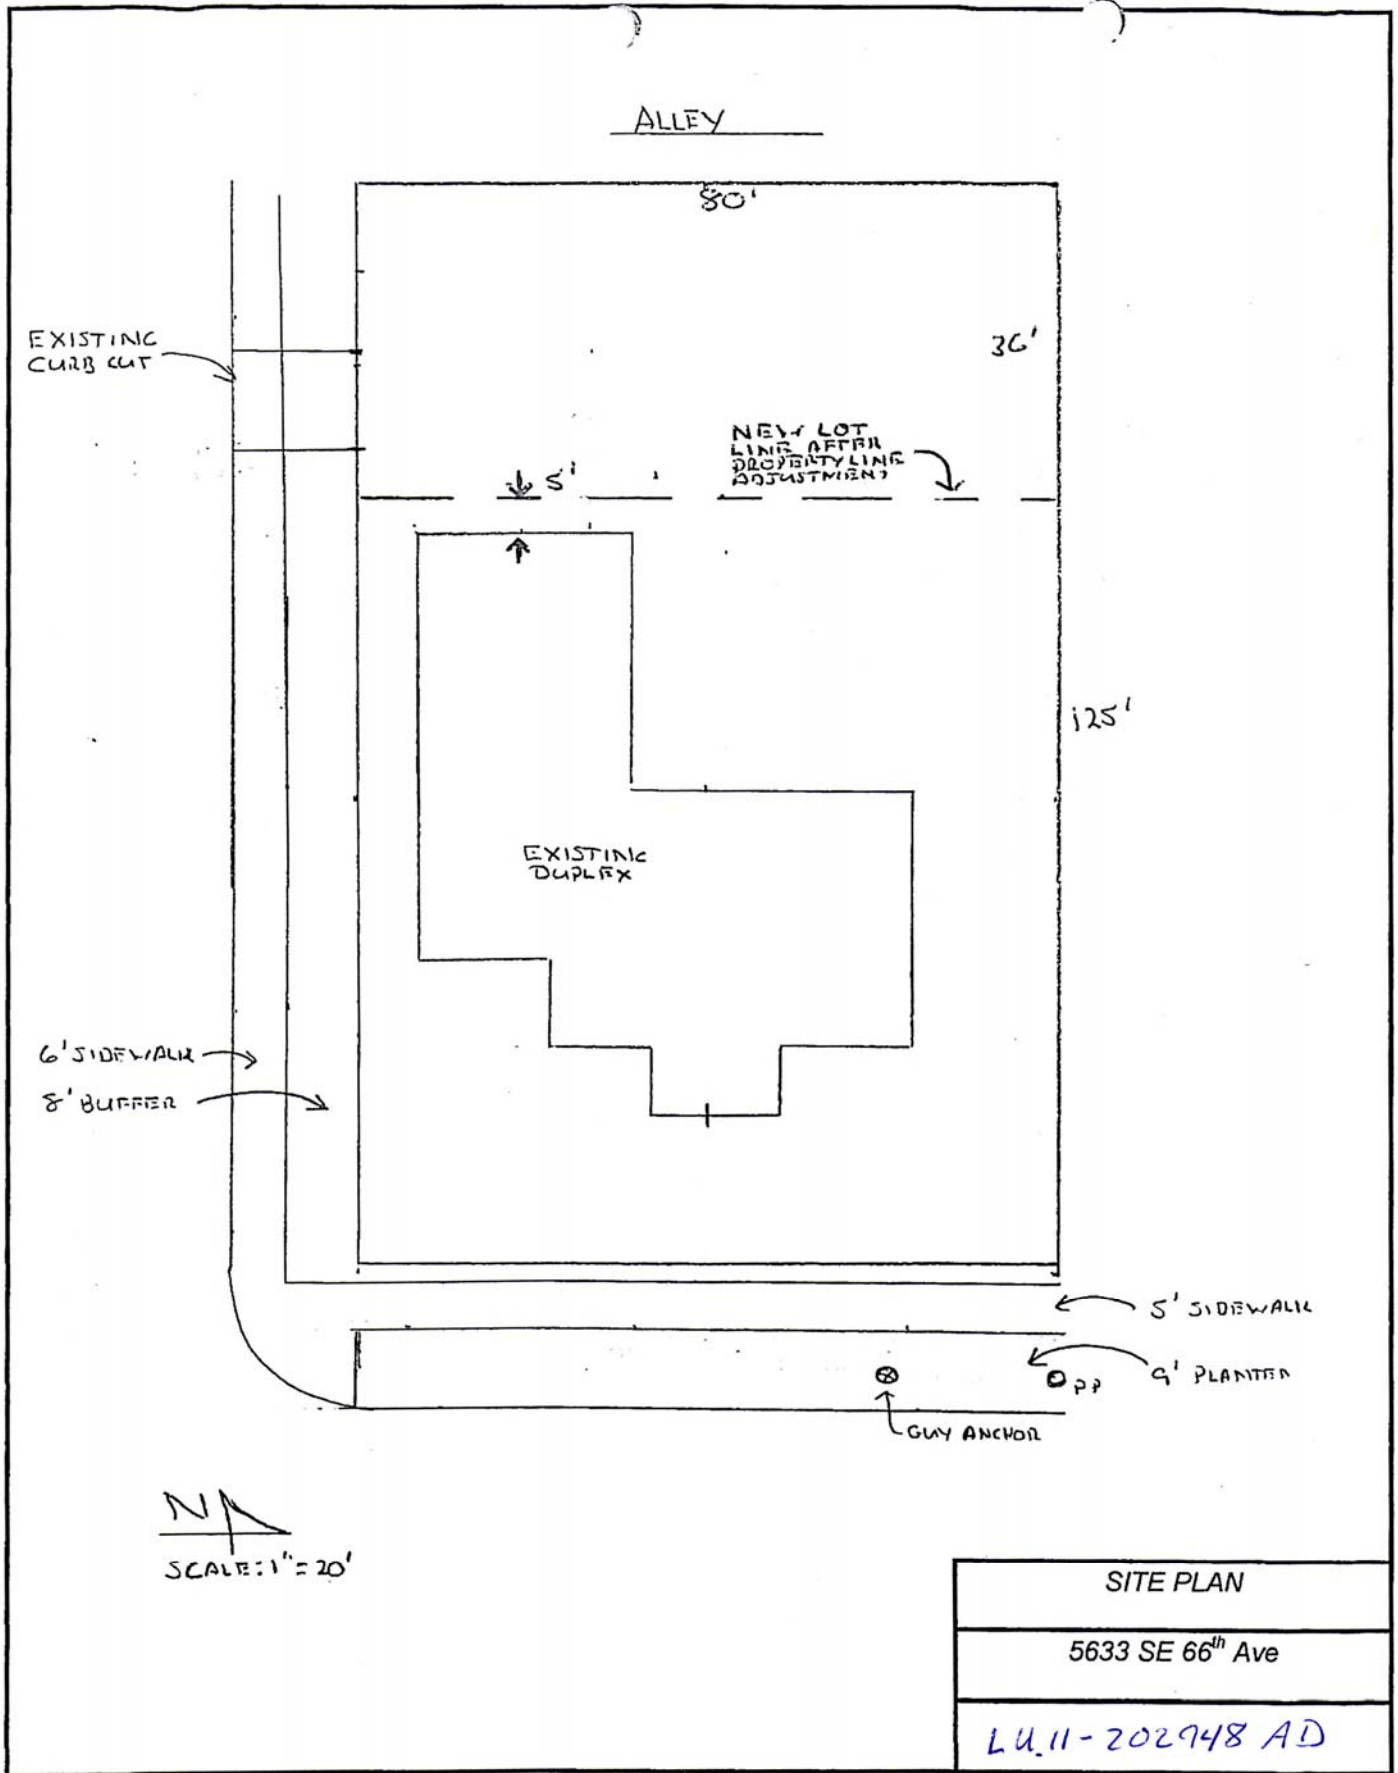 ALLEY
80'
EXISTING
CURB CUT
36'
NEW LOT
LINE AFTER
PROPERTY LINE
ADJUSTMENT
5'
125'
EXISTING
DUPLEX
6' SIDEWALK
8' BUFFER
5' SIDEWALK
9' PLANTER
PP
GUY ANCHOR
N
SCALE: 1" = 20'
SITE PLAN
5633 SE 66th Ave
LU.11-202748 AD